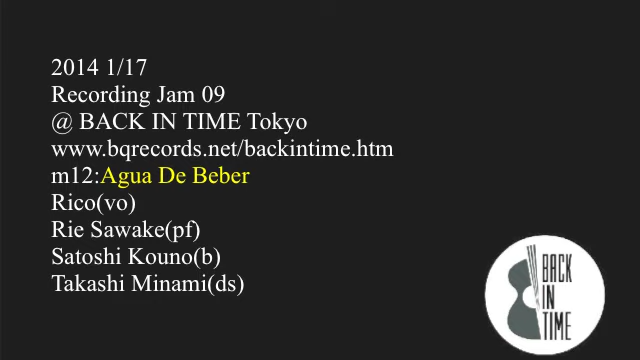 2014 1/17
Recording Jam 09
@ BACK IN TIME Tokyo
www.bqrecords.net/backintime.htm
m12:Agua De Beber
Rico(vo)
Rie Sawake(pf)
Satoshi Kouno(b)
Takashi Minami(ds)
BACK
IN
TIME